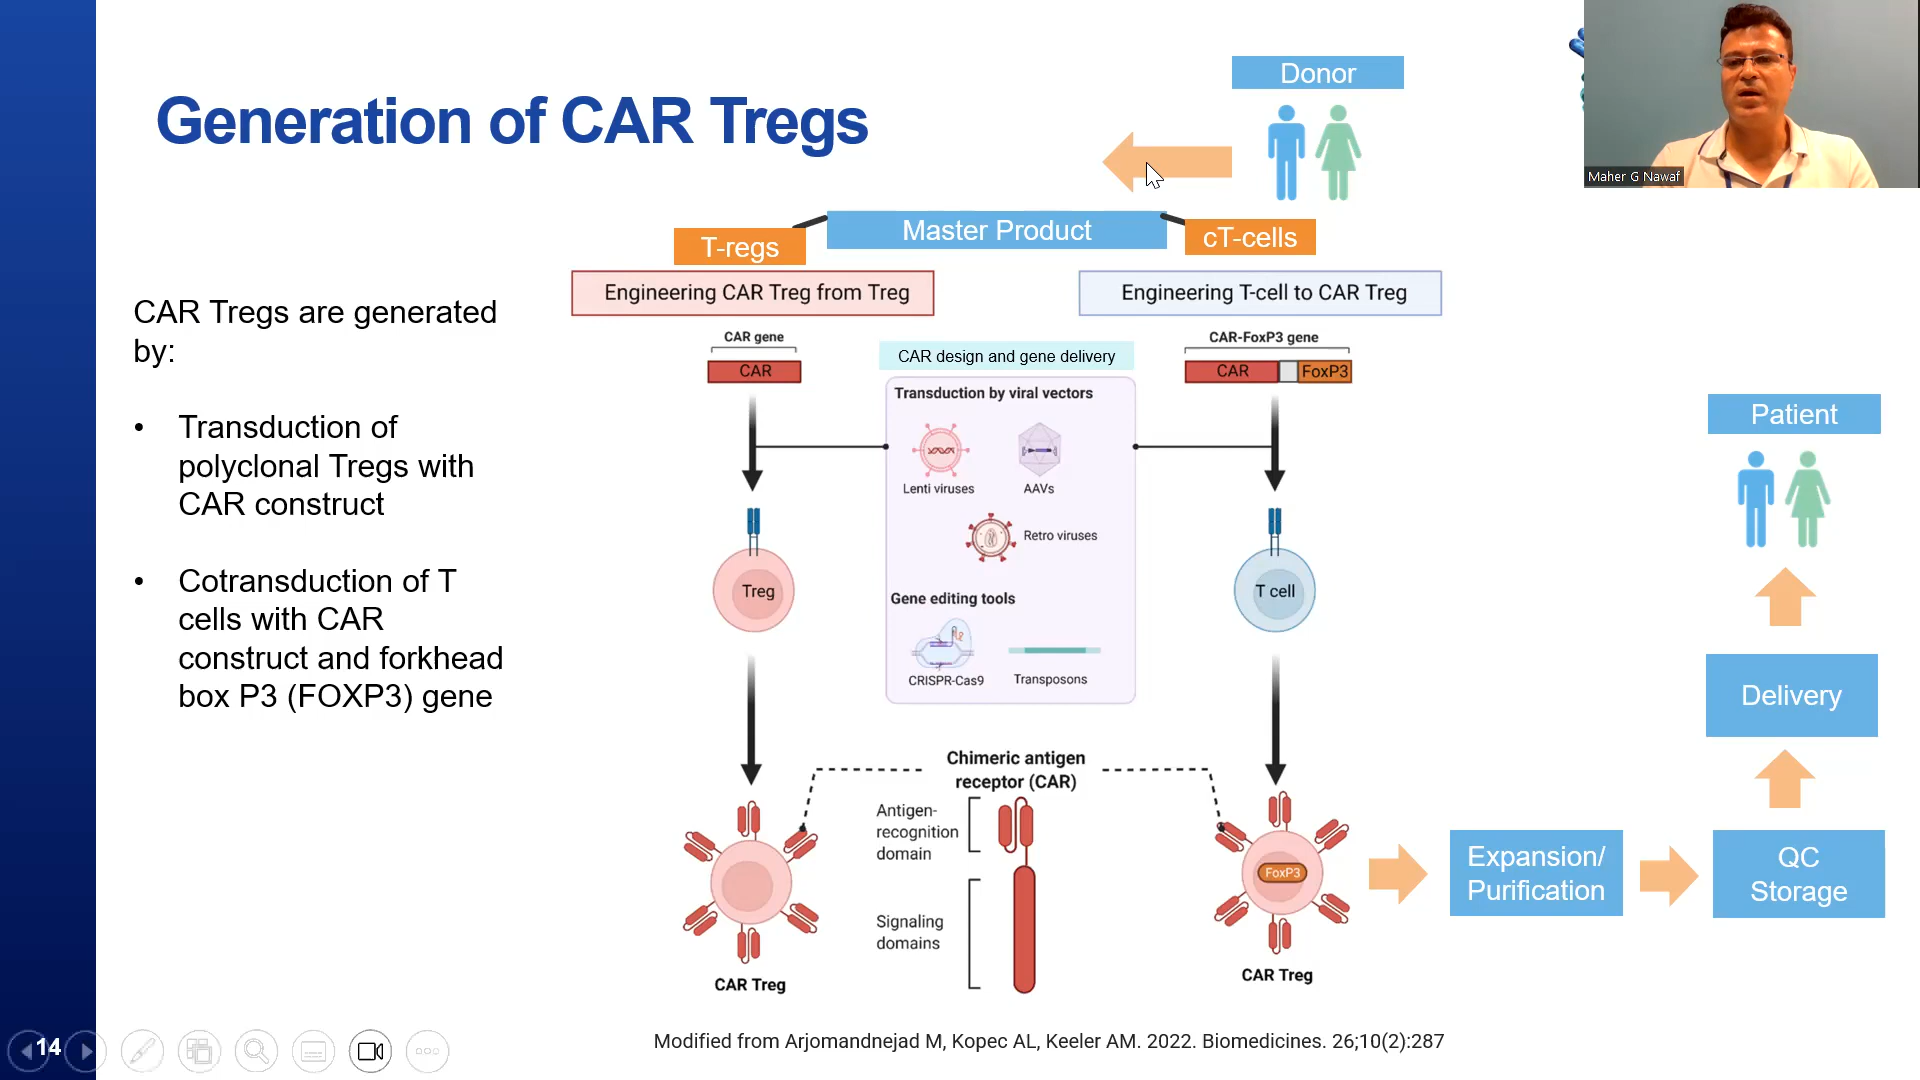 Donor
Generation of CAR Tregs
Maher G Nawaf
Master Product
T-regs
cT-cells
Engineering CAR Treg from Treg
Engineering T-cell to CAR Treg
CAR Tregs are generated
by:
• Transduction of
polyclonal Tregs with
CAR construct
• Cotransduction of T
cells with CAR
construct and forkhead
box P3 (FOXP3) gene
CAR gene
CAR
CAR design and gene delivery
CAR-FoxP3 gene
CAR
FoxP3
Transduction by viral vectors
Lenti viruses
AAVs
Retro viruses
Gene editing tools
CRISPR-Cas9
Transposons
Treg
T cell
Chimeric antigen
receptor (CAR)
Antigen-
recognition
domain
Signaling
domains
FoxP3
CAR Treg
CAR Treg
Expansion/
Purification
QC
Storage
Delivery
Patient
Modified from Arjomandnejad M, Kopec AL, Keeler AM. 2022. Biomedicines. 26;10(2):287
14